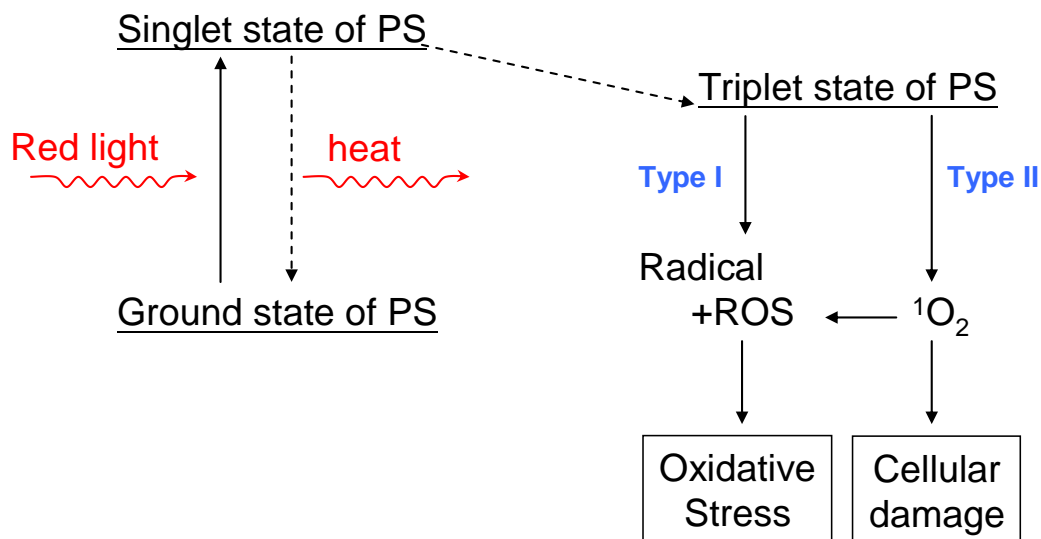 Singlet state of PS
Triplet state of PS
Red light
heat
Type I
Type II
Radical
+ROS
¹O₂
Ground state of PS
Oxidative
Stress
Cellular
damage